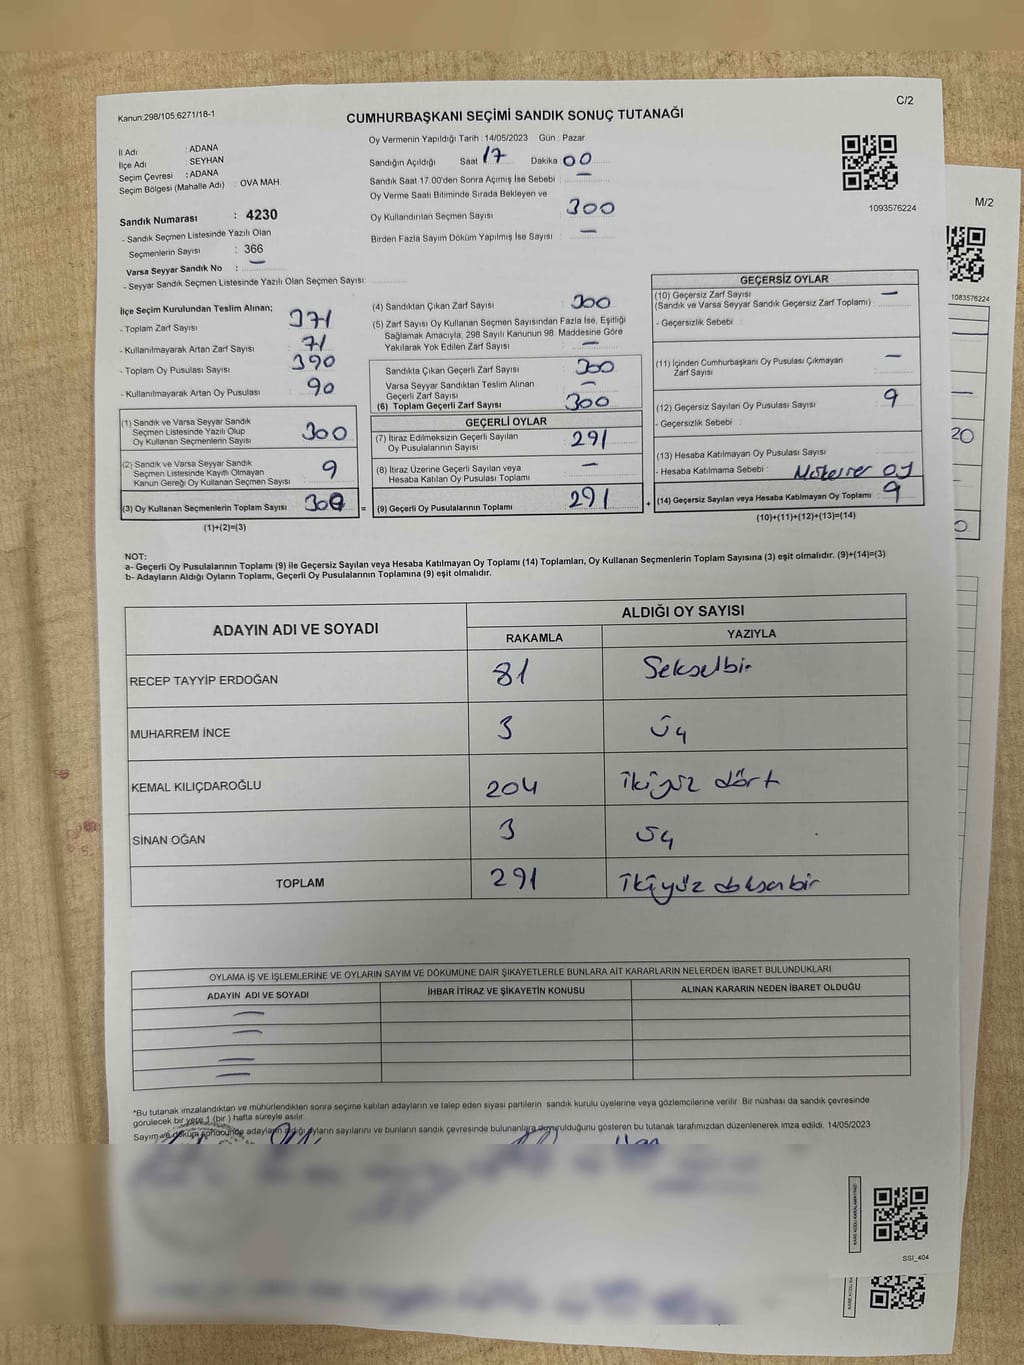 Kanun.298/105,6271/18-1
C/2
CUMHURBAŞKANI SEÇİMİ SANDIK SONUÇ TUTANAĞI
Oy Vermenin Yapıldığı Tarih : 14/05/2023 Gün : Pazar
İl Adı : ADANA
İlçe Adı : SEYHAN
Seçim Çevresi : ADANA
Seçim Bölgesi (Mahalle Adı) : OVA MAH.
Sandık Numarası : 4230
- Sandık Seçmen Listesinde Yazılı Olan
Seçmenlerin Sayısı : 366
Varsa Seyyar Sandık No : —
- Seyyar Sandık Seçmen Listesinde Yazılı Olan Seçmen Sayısı:
Sandığın Açıldığı Saat 17 Dakika 00
Sandık Saat 17.00'den Sonra Açımış İse Sebebi : —
Oy Verme Saati Bitiminde Sırada Bekleyen ve
Oy Kullandırılan Seçmen Sayısı 300
Birden Fazla Sayım Döküm Yapılmış İse Sayısı : —
1093576224
M/2
1083576224
20
0
İlçe Seçim Kurulundan Teslim Alınan;
- Toplam Zarf Sayısı 371
- Kullanılmayarak Artan Zarf Sayısı : 71
- Toplam Oy Pusulası Sayısı 390
- Kullanılmayarak Artan Oy Pusulası 90
(1) Sandık ve Varsa Seyyar Sandık
Seçmen Listesinde Yazılı Olup
Oy Kullanan Seçmenlerin Sayısı 300
(2) Sandık ve Varsa Seyyar Sandık
Seçmen Listesinde Kayıtlı Olmayan
Kanun Gereği Oy Kullanan Seçmen Sayısı : 9
(3) Oy Kullanan Seçmenlerin Toplam Sayısı =
(1)+(2)=(3)
(4) Sandıktan Çıkan Zarf Sayısı 300
(5) Zarf Sayısı Oy Kullanan Seçmen Sayısından Fazla İse, Eşitliği
Sağlamak Amacıyla, 298 Sayılı Kanunun 98. Maddesine Göre
Yakılarak Yok Edilen Zarf Sayısı : —
Sandıkta Çıkan Geçerli Zarf Sayısı 300
Varsa Seyyar Sandıktan Teslim Alınan
Geçerli Zarf Sayısı : —
(6) Toplam Geçerli Zarf Sayısı 300
GEÇERLİ OYLAR
(7) İtiraz Edilmeksizin Geçerli Sayılan
Oy Pusulalarının Sayısı : 291
(8) İtiraz Üzerine Geçerli Sayılan veya
Hesaba Katılan Oy Pusulası Toplamı : —
(9) Geçerli Oy Pusulalarının Toplamı 291 +
GEÇERSİZ OYLAR
(10) Geçersiz Zarf Sayısı —
(Sandık ve Varsa Seyyar Sandık Geçersiz Zarf Toplamı) :
- Geçersizlik Sebebi :
(11) İçinden Cumhurbaşkanı Oy Pusulası Çıkmayan
Zarf Sayısı : —
(12) Geçersiz Sayılan Oy Pusulası Sayısı : 9
- Geçersizlik Sebebi :
(13) Hesaba Katılmayan Oy Pusulası Sayısı :
- Hesaba Katılmama Sebebi : oy
(14) Geçersiz Sayılan veya Hesaba Katılmayan Oy Toplamı : 9
(10)+(11)+(12)+(13)=(14)
NOT:
a- Geçerli Oy Pusulalarının Toplamı (9) ile Geçersiz Sayılan veya Hesaba Katılmayan Oy Toplamı (14) Toplamları, Oy Kullanan Seçmenlerin Toplam Sayısına (3) eşit olmalıdır. (9)+(14)=(3)
b- Adayların Aldığı Oyların Toplamı, Geçerli Oy Pusulalarının Toplamına (9) eşit olmalıdır.
ADAYIN ADI VE SOYADI
ALDIĞI OY SAYISI
RAKAMLA YAZIYLA
RECEP TAYYİP ERDOĞAN 81 Seksebir
MUHARREM İNCE 3 Üç
KEMAL KILIÇDAROĞLU 204 ikiyüz dört
SİNAN OĞAN 3 Üç
TOPLAM 291 ikiyüz doksanbir
OYLAMA İŞ VE İŞLEMLERİNE VE OYLARIN SAYIM VE DÖKÜMÜNE DAİR ŞİKAYETLERLE BUNLARA AİT KARARLARIN NELERDEN İBARET BULUNDUKLARI
ADAYIN ADI VE SOYADI İHBAR İTİRAZ VE ŞİKAYETİN KONUSU ALINAN KARARIN NEDEN İBARET OLDUĞU
*Bu tutanak imzalandıktan ve mühürlendikten sonra seçime katılan adayların ve talep eden siyasi partilerin sandık kurulu üyelerine veya gözlemcilerine verilir. Bir nüshası da sandık çevresinde
görülecek bir yere 1 (bir ) hafta süreyle asılır.
Sayım ve döküm sonucunda adayların aldığı oyların sayılarını ve bunların sandık çevresinde bulunanlara duyurulduğunu gösteren bu tutanak tarafımızdan düzenlenerek imza edildi. 14/05/2023
SSI_404